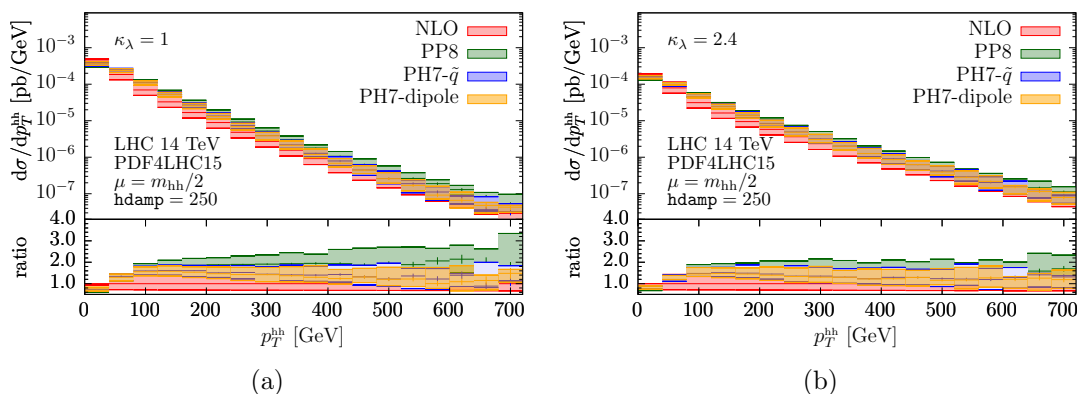 dσ/dp_T^hh [pb/GeV]
10⁻³
10⁻⁴
10⁻⁵
10⁻⁶
10⁻⁷
κ_λ = 1
NLO
PP8
PH7-q̃
PH7-dipole
LHC 14 TeV
PDF4LHC15
μ = m_hh/2
hdamp = 250
ratio
4.0
3.0
2.0
1.0
0 100 200 300 400 500 600 700
p_T^hh [GeV]
(a)
dσ/dp_T^hh [pb/GeV]
10⁻³
10⁻⁴
10⁻⁵
10⁻⁶
10⁻⁷
κ_λ = 2.4
NLO
PP8
PH7-q̃
PH7-dipole
LHC 14 TeV
PDF4LHC15
μ = m_hh/2
hdamp = 250
ratio
4.0
3.0
2.0
1.0
0 100 200 300 400 500 600 700
p_T^hh [GeV]
(b)